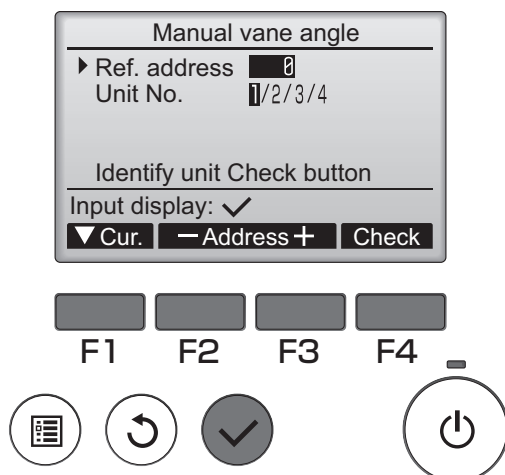 Manual vane angle
Ref. address 0
Unit No. 1/2/3/4
Identify unit Check button
Input display: ✓
▼ Cur. − Address + Check
F1 F2 F3 F4